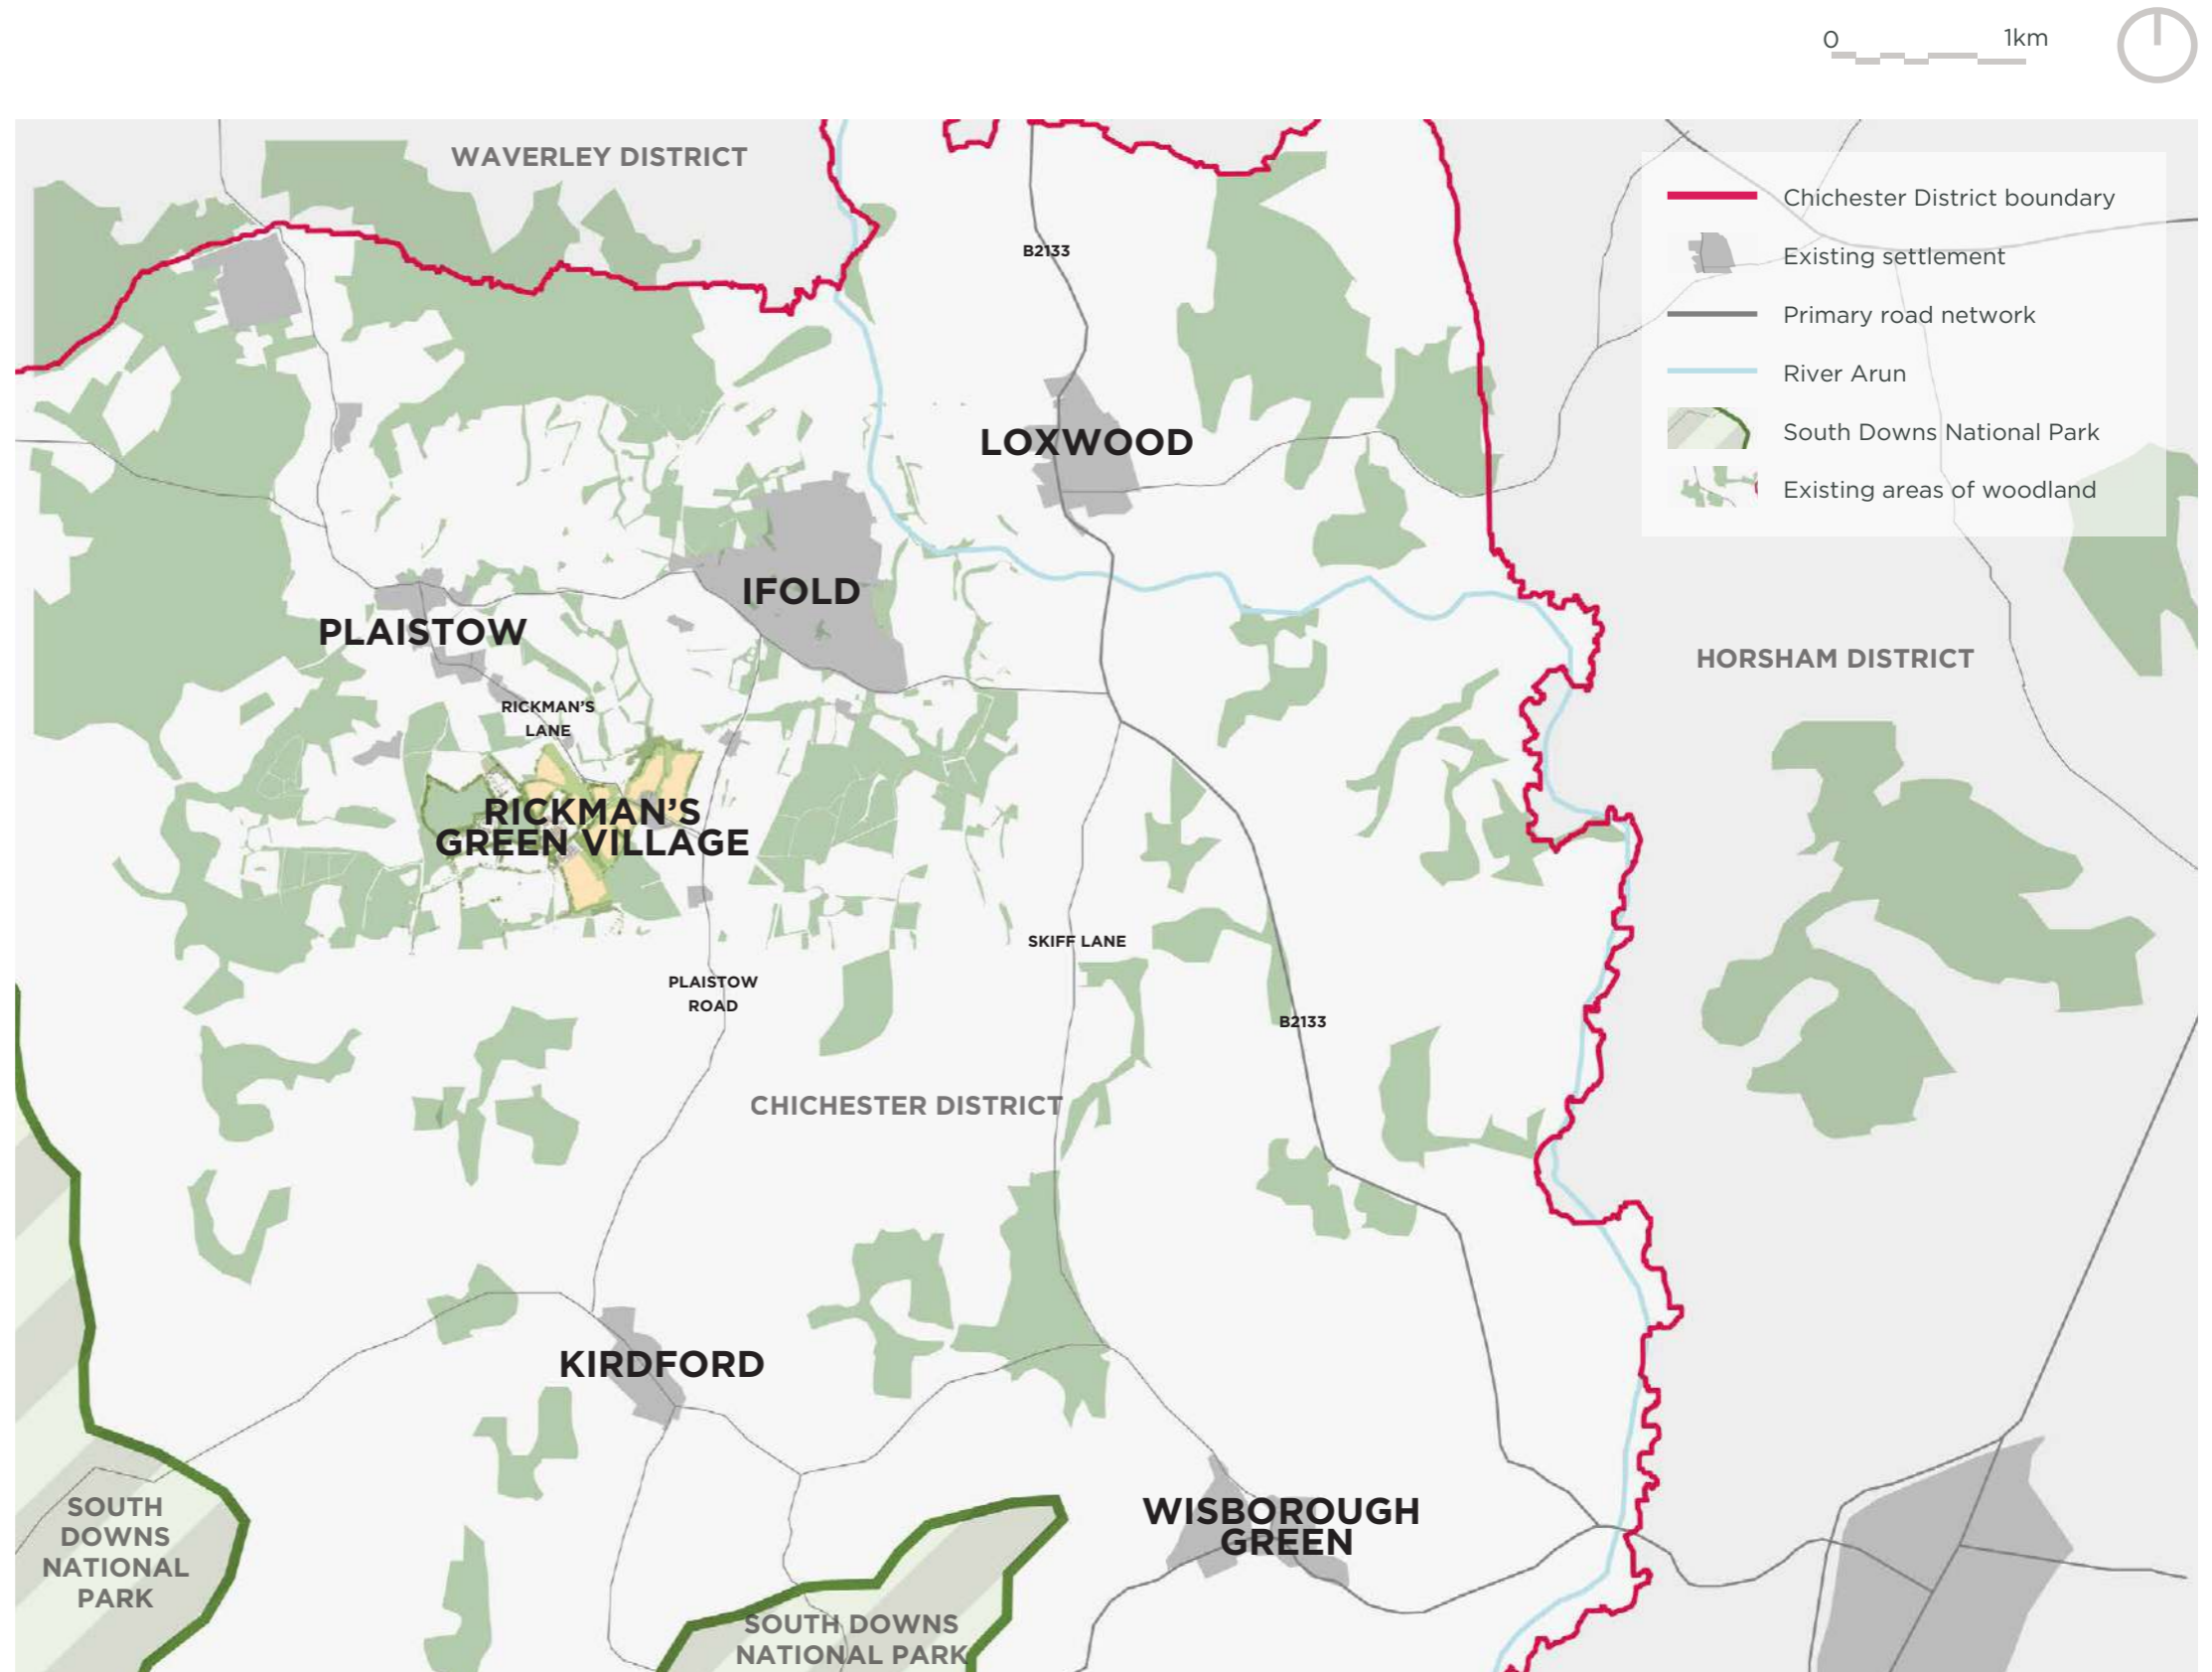 0 1km
WAVERLEY DISTRICT
Chichester District boundary
B2133
Existing settlement
Primary road network
River Arun
South Downs National Park
LOXWOOD
Existing areas of woodland
IFOLD
PLAISTOW
HORSHAM DISTRICT
RICKMAN'S
LANE
RICKMAN'S
GREEN VILLAGE
SKIFF LANE
PLAISTOW
ROAD
B2133
CHICHESTER DISTRICT
KIRDFORD
SOUTH
DOWNS
NATIONAL
PARK
WISBOROUGH
GREEN
SOUTH DOWNS
NATIONAL PARK